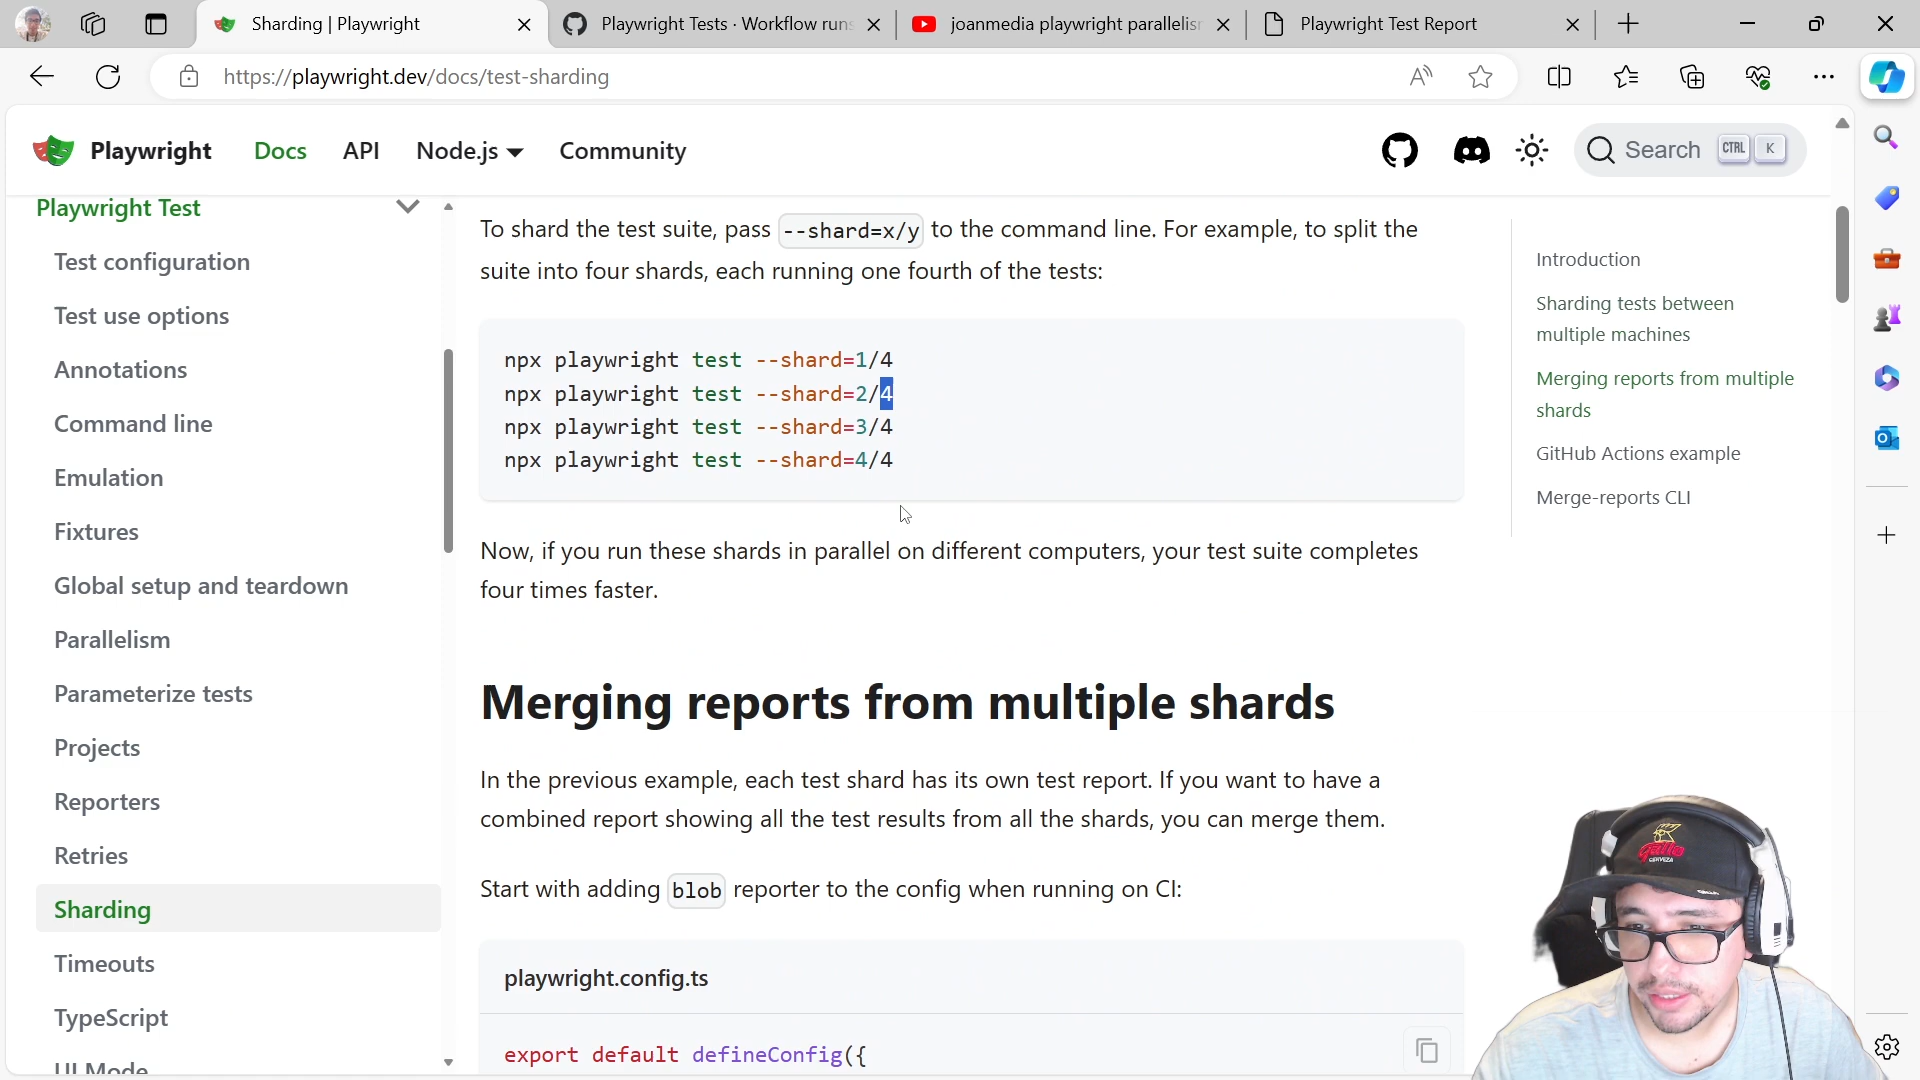 Sharding | Playwright
Playwright Tests · Workflow runs
joanmedia playwright parallelism
Playwright Test Report
https://playwright.dev/docs/test-sharding
Playwright
Docs
API
Node.js
Community
Search
CTRL
K
Playwright Test
Test configuration
Test use options
Annotations
Command line
Emulation
Fixtures
Global setup and teardown
Parallelism
Parameterize tests
Projects
Reporters
Retries
Sharding
Timeouts
TypeScript
UI Mode
To shard the test suite, pass --shard=x/y to the command line. For example, to split the
suite into four shards, each running one fourth of the tests:
npx playwright test --shard=1/4
npx playwright test --shard=2/4
npx playwright test --shard=3/4
npx playwright test --shard=4/4
Now, if you run these shards in parallel on different computers, your test suite completes
four times faster.
Merging reports from multiple shards
In the previous example, each test shard has its own test report. If you want to have a
combined report showing all the test results from all the shards, you can merge them.
Start with adding blob reporter to the config when running on CI:
playwright.config.ts
export default defineConfig({
Introduction
Sharding tests between
multiple machines
Merging reports from multiple
shards
GitHub Actions example
Merge-reports CLI
Gallo
CERVEZA